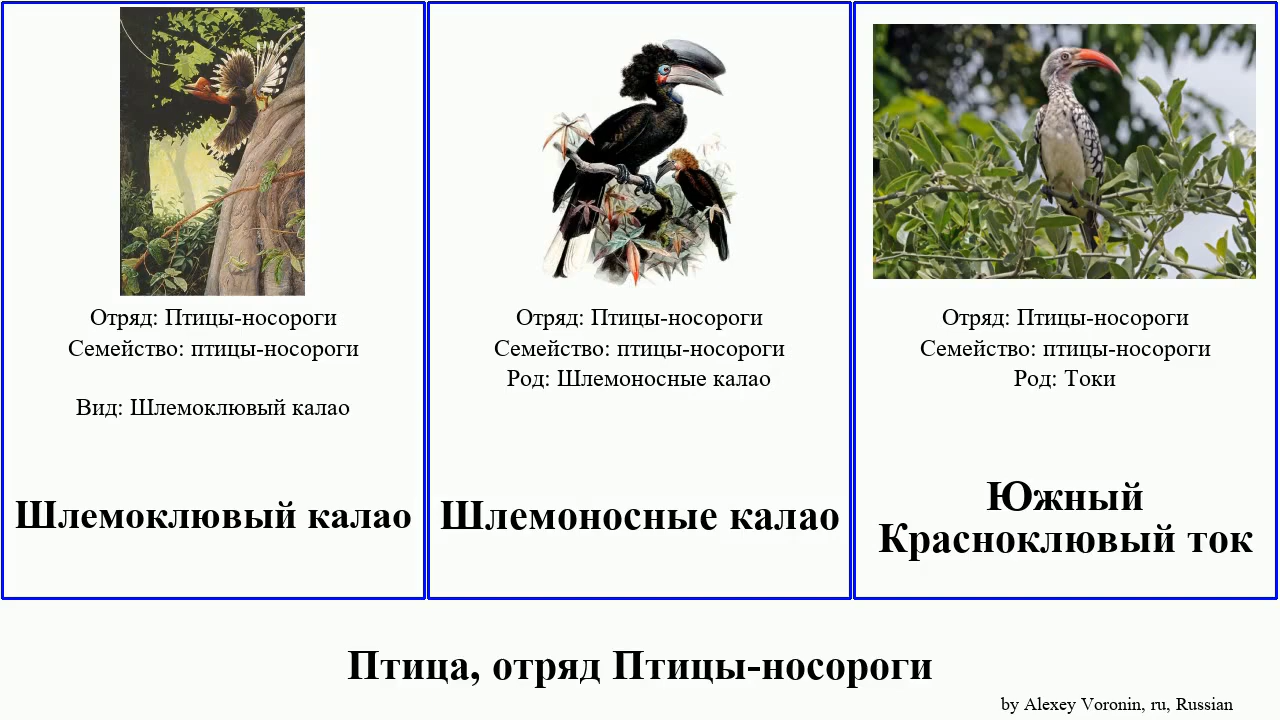 Отряд: Птицы-носороги
Семейство: птицы-носороги
Вид: Шлемоклювый калао
Шлемоклювый калао
Отряд: Птицы-носороги
Семейство: птицы-носороги
Род: Шлемоносные калао
Шлемоносные калао
Отряд: Птицы-носороги
Семейство: птицы-носороги
Род: Токи
Южный
Красноклювый ток
Птица, отряд Птицы-носороги
by Alexey Voronin, ru, Russian